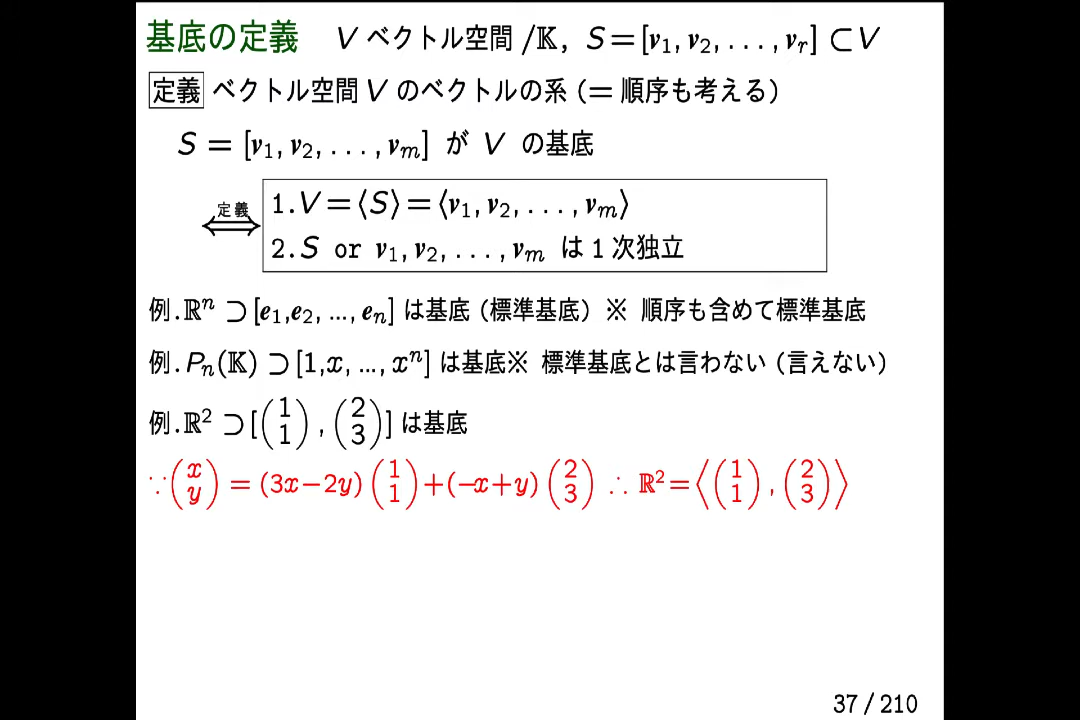 基底の定義 V ベクトル空間 /𝕂, S=[v₁,v₂,...,vᵣ]⊂V
定義 ベクトル空間 V のベクトルの系 (= 順序も考える)
S = [v₁,v₂,...,vₘ] が V の基底
定義 ⟺ 1.V=⟨S⟩=⟨v₁,v₂,...,vₘ⟩
2.S or v₁,v₂,...,vₘ は 1 次独立
例.ℝⁿ ⊃[e₁,e₂, ..., eₙ] は基底 (標準基底) ※ 順序も含めて標準基底
例.Pₙ(𝕂) ⊃[1,x, ..., xⁿ] は基底※ 標準基底とは言わない (言えない)
例.ℝ² ⊃[(1 1), (2 3)] は基底
∵(x y) = (3x−2y)(1 1)+(−x+y)(2 3) ∴ ℝ²=⟨(1 1), (2 3)⟩
37 / 210